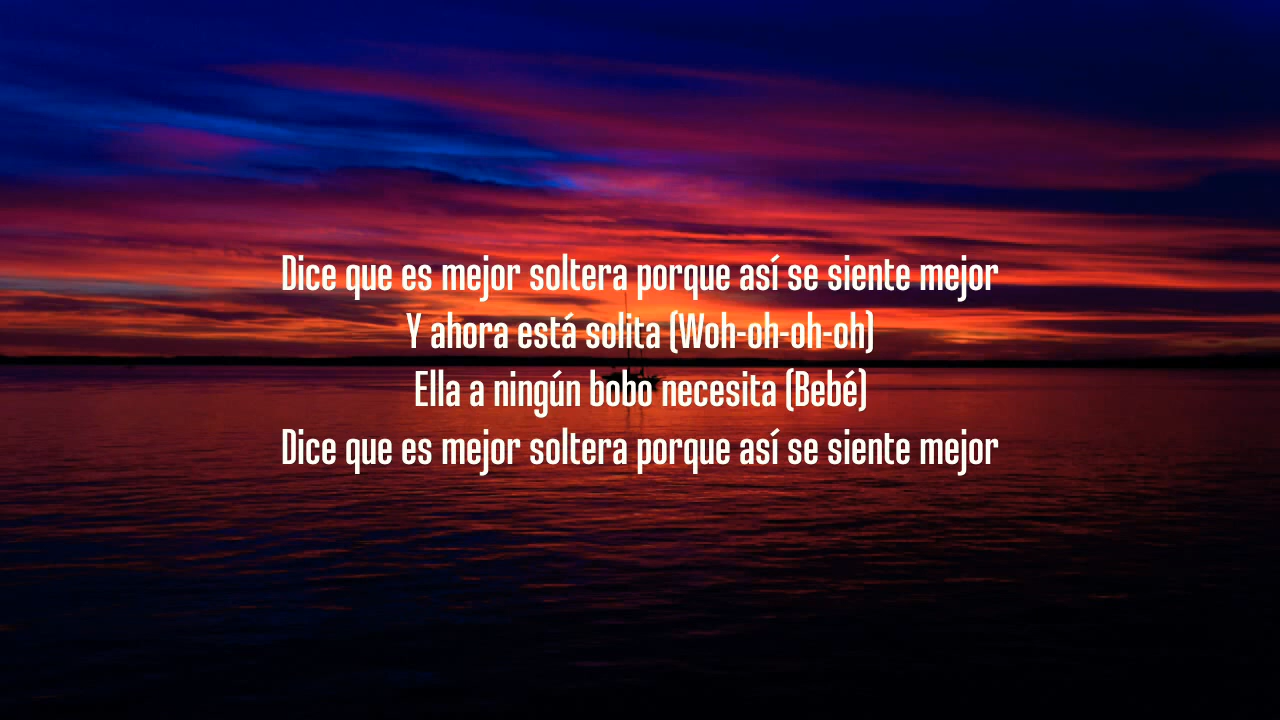 Dice que es mejor soltera porque así se siente mejor
Y ahora está solita (Woh-oh-oh-oh)
Ella a ningún bobo necesita (Bebé)
Dice que es mejor soltera porque así se siente mejor